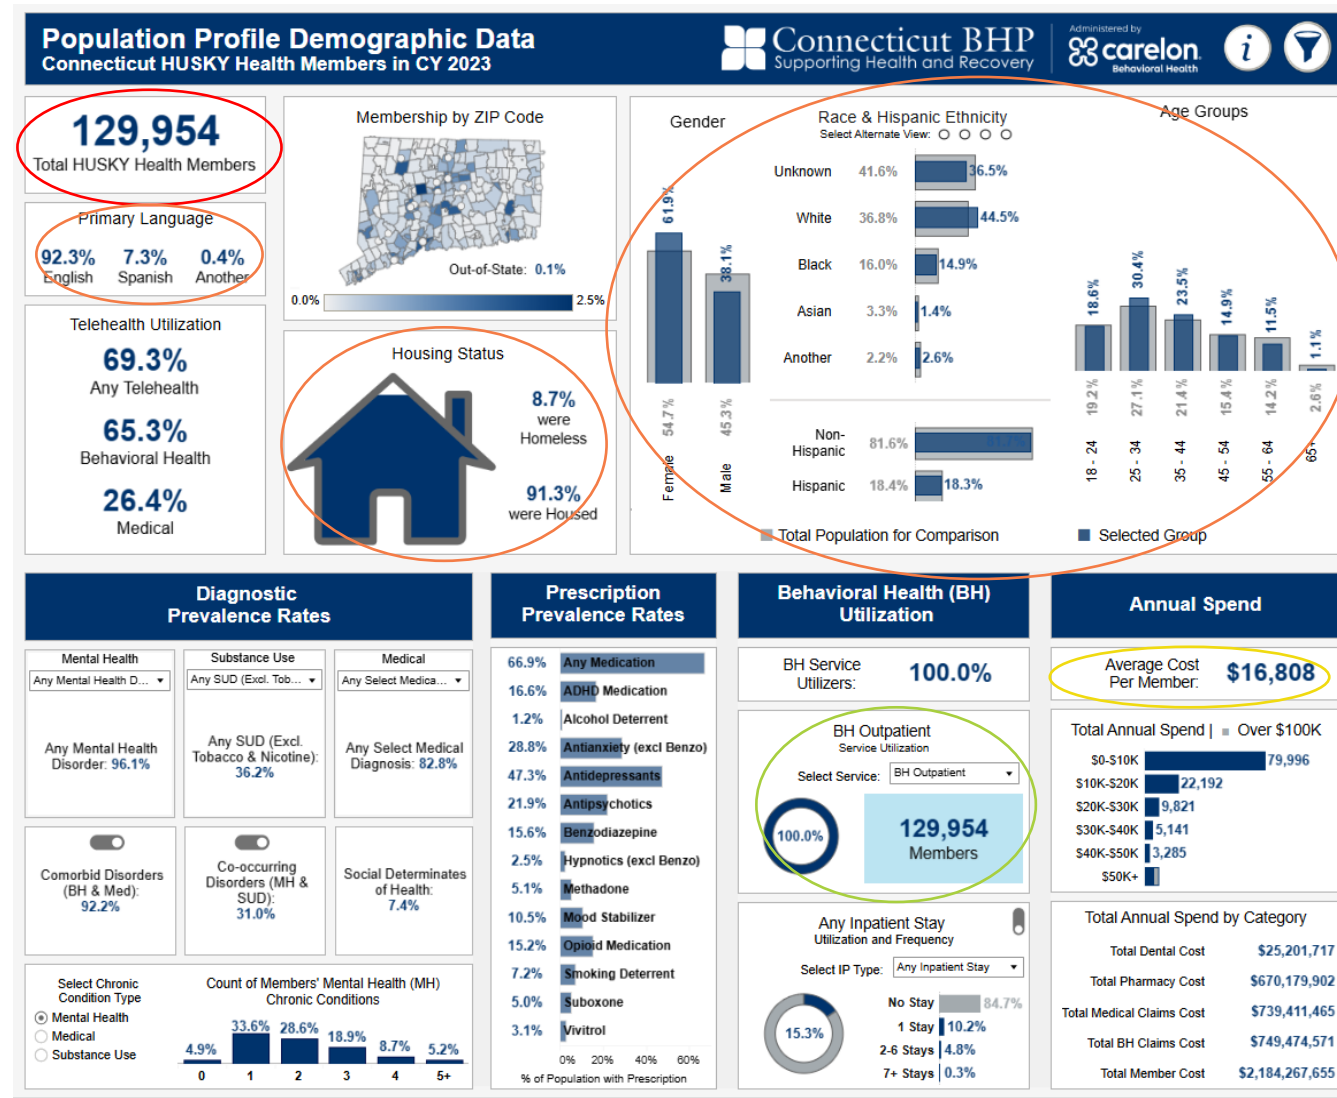 Population Profile Demographic Data
Connecticut HUSKY Health Members in CY 2023
Connecticut BHP
Supporting Health and Recovery
Administered by
carelon
Behavioral Health
i
129,954
Total HUSKY Health Members
Primary Language
92.3% 7.3% 0.4%
English Spanish Another
Telehealth Utilization
69.3%
Any Telehealth
65.3%
Behavioral Health
26.4%
Medical
Membership by ZIP Code
Out-of-State: 0.1%
0.0% 2.5%
Housing Status
8.7%
were
Homeless
91.3%
were Housed
Gender
61.9% 38.1%
54.7% 45.3%
Female Male
Race & Hispanic Ethnicity
Select Alternate View:
Unknown 41.6% 36.5%
White 36.8% 44.5%
Black 16.0% 14.9%
Asian 3.3% 1.4%
Another 2.2% 2.6%
Non-
Hispanic 81.6% 81.7%
Hispanic 18.4% 18.3%
Age Groups
18.6% 30.4% 23.5% 14.9% 11.5% 1.1%
19.2% 27.1% 21.4% 15.4% 14.2% 2.6%
18 - 24 25 - 34 35 - 44 45 - 54 55 - 64 65+
Total Population for Comparison Selected Group
Diagnostic
Prevalence Rates
Mental Health
Any Mental Health D...
Any Mental Health
Disorder: 96.1%
Substance Use
Any SUD (Excl. Tob...
Any SUD (Excl.
Tobacco & Nicotine):
36.2%
Medical
Any Select Medica...
Any Select Medical
Diagnosis: 82.8%
Comorbid Disorders
(BH & Med):
92.2%
Co-occurring
Disorders (MH &
SUD):
31.0%
Social Determinates
of Health:
7.4%
Select Chronic
Condition Type
Mental Health
Medical
Substance Use
Count of Members' Mental Health (MH)
Chronic Conditions
4.9% 33.6% 28.6% 18.9% 8.7% 5.2%
0 1 2 3 4 5+
Prescription
Prevalence Rates
66.9% Any Medication
16.6% ADHD Medication
1.2% Alcohol Deterrent
28.8% Antianxiety (excl Benzo)
47.3% Antidepressants
21.9% Antipsychotics
15.6% Benzodiazepine
2.5% Hypnotics (excl Benzo)
5.1% Methadone
10.5% Mood Stabilizer
15.2% Opioid Medication
7.2% Smoking Deterrent
5.0% Suboxone
3.1% Vivitrol
0% 20% 40% 60%
% of Population with Prescription
Behavioral Health (BH)
Utilization
BH Service
Utilizers: 100.0%
BH Outpatient
Service Utilization
Select Service: BH Outpatient
100.0%
129,954
Members
Any Inpatient Stay
Utilization and Frequency
Select IP Type: Any Inpatient Stay
15.3%
No Stay 84.7%
1 Stay 10.2%
2-6 Stays 4.8%
7+ Stays 0.3%
Annual Spend
Average Cost
Per Member: $16,808
Total Annual Spend | Over $100K
$0-$10K 79,996
$10K-$20K 22,192
$20K-$30K 9,821
$30K-$40K 5,141
$40K-$50K 3,285
$50K+
Total Annual Spend by Category
Total Dental Cost $25,201,717
Total Pharmacy Cost $670,179,902
Total Medical Claims Cost $739,411,465
Total BH Claims Cost $749,474,571
Total Member Cost $2,184,267,655